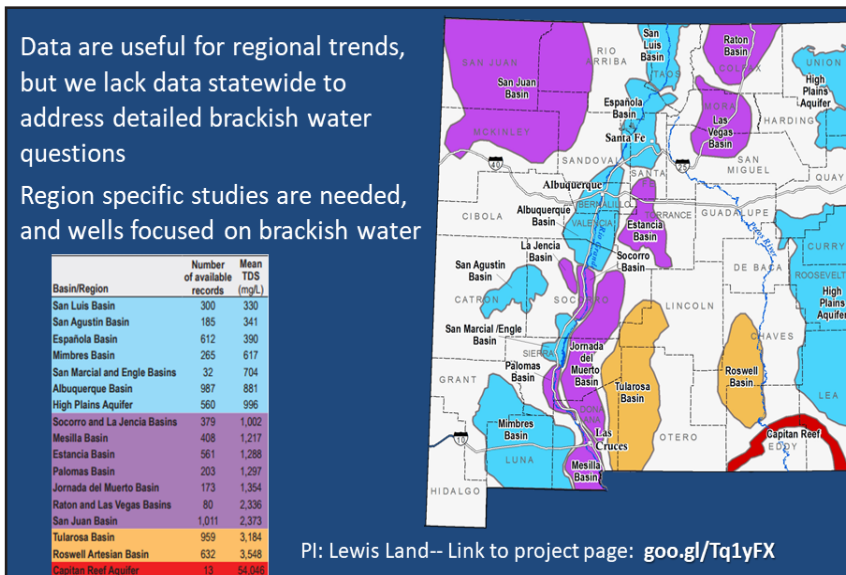 Data are useful for regional trends,
but we lack data statewide to
address detailed brackish water
questions
Region specific studies are needed,
and wells focused on brackish water
Basin/Region Number of available records Mean TDS (mg/L)
San Luis Basin 300 330
San Agustin Basin 185 341
Española Basin 612 390
Mimbres Basin 265 617
San Marcial and Engle Basins 32 704
Albuquerque Basin 987 881
High Plains Aquifer 560 996
Socorro and La Jencia Basins 379 1,002
Mesilla Basin 408 1,217
Estancia Basin 561 1,288
Palomas Basin 203 1,297
Jornada del Muerto Basin 173 1,354
Raton and Las Vegas Basins 80 2,336
San Juan Basin 1,011 2,373
Tularosa Basin 959 3,184
Roswell Artesian Basin 632 3,548
Capitan Reef Aquifer 13 54,046
SAN JUAN
San Juan
Basin
RIO
ARRIBA
San
Luis
Basin
TAOS
Raton
Basin
COLFAX
UNION
High
Plains
Aquifer
MCKINLEY
Española
Basin
Santa Fe
MORA
Las
Vegas
Basin
HARDING
40
SANDOVAL
SANTA
FE
25
SAN
MIGUEL
QUAY
Albuquerque
BERNALILLO
CIBOLA
Albuquerque
Basin
VALENCIA
Rio Grande
TORRANCE
Estancia
Basin
GUADALUPE
Pecos River
CURRY
La Jencia
Basin
Socorro
Basin
DE BACA
ROOSEVELT
High
Plains
Aquifer
San Agustin
Basin
CATRON
SOCORRO
LINCOLN
San Marcial /Engle
Basin
SIERRA
Jornada
del
Muerto
Basin
CHAVES
Roswell
Basin
Palomas
Basin
Tularosa
Basin
GRANT
LEA
Mimbres
Basin
DONA
ANA
Las
Cruces
OTERO
Capitan Reef
EDDY
10
LUNA
Mesilla
Basin
HIDALGO
PI: Lewis Land-- Link to project page: goo.gl/Tq1yFX